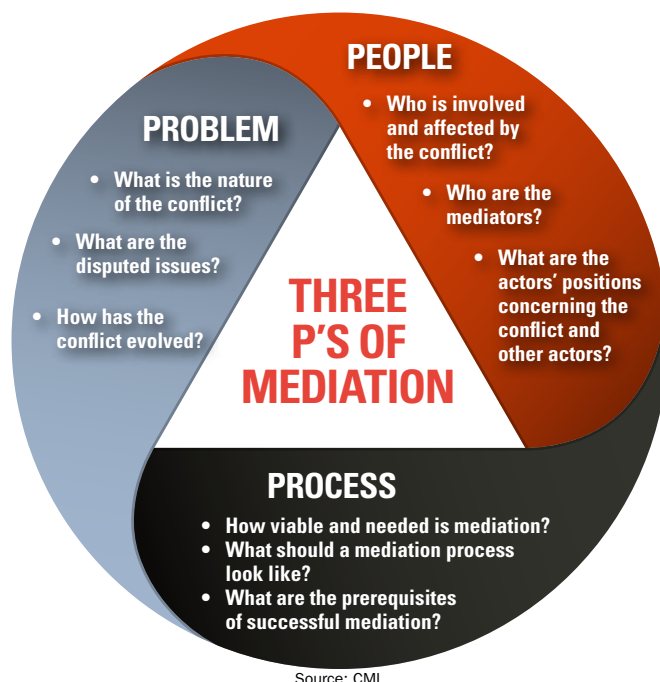 PEOPLE
• Who is involved
and affected by
the conflict?
• Who are the
mediators?
• What are the
actors’ positions
concerning the
conflict and
other actors?
PROBLEM
• What is the nature
of the conflict?
• What are the
disputed issues?
• How has the
conflict evolved?
THREE
P’S OF
MEDIATION
PROCESS
• How viable and needed is mediation?
• What should a mediation process
look like?
• What are the prerequisites
of successful mediation?
Source: CMI